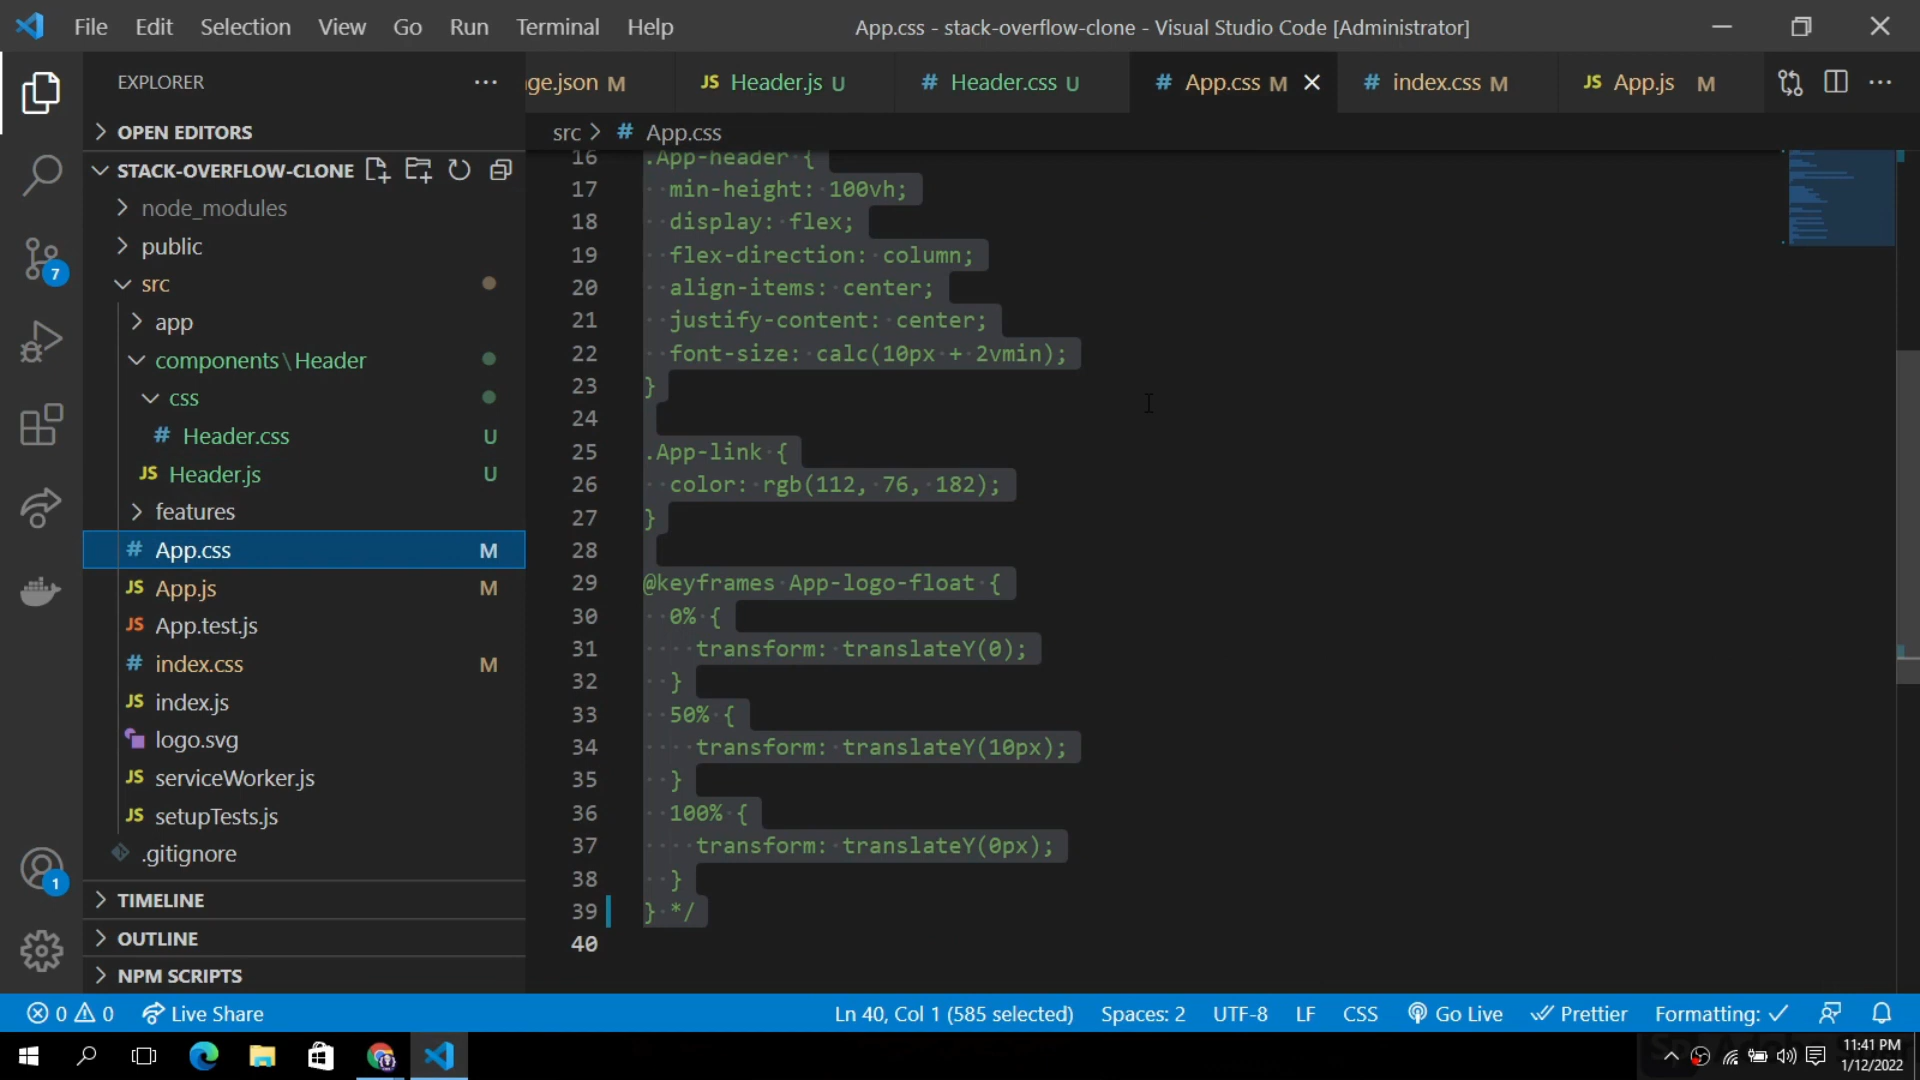 File Edit Selection View Go Run Terminal Help App.css - stack-overflow-clone - Visual Studio Code [Administrator]
EXPLORER
ge.json M JS Header.js U # Header.css U # App.css M # index.css M JS App.js M
OPEN EDITORS
src > # App.css
STACK-OVERFLOW-CLONE
node_modules
public
src
app
components\Header
css
# Header.css U
JS Header.js U
features
# App.css M
JS App.js M
JS App.test.js
# index.css M
JS index.js
logo.svg
JS serviceWorker.js
JS setupTests.js
.gitignore
TIMELINE
OUTLINE
NPM SCRIPTS
7
1
16 .App-header {
17 min-height: 100vh;
18 display: flex;
19 flex-direction: column;
20 align-items: center;
21 justify-content: center;
22 font-size: calc(10px + 2vmin);
23 }
24
25 .App-link {
26 color: rgb(112, 76, 182);
27 }
28
29 @keyframes App-logo-float {
30 0% {
31 transform: translateY(0);
32 }
33 50% {
34 transform: translateY(10px);
35 }
36 100% {
37 transform: translateY(0px);
38 }
39 } */
40
0 0 Live Share Ln 40, Col 1 (585 selected) Spaces: 2 UTF-8 LF CSS Go Live Prettier Formatting: ✓
11:41 PM
1/12/2022